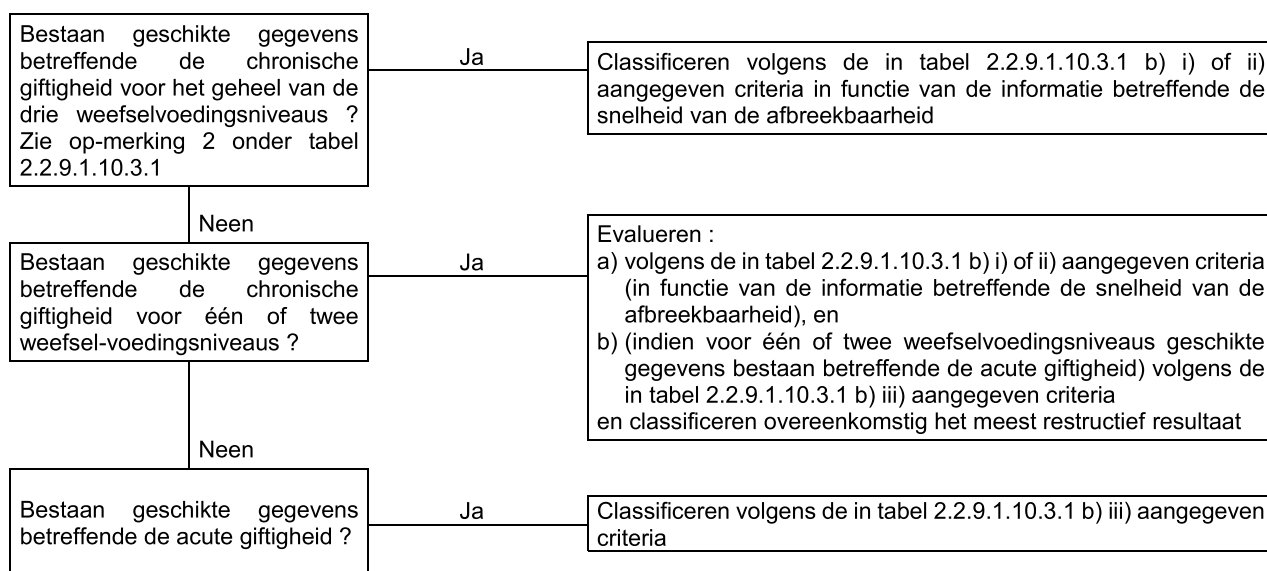 Bestaan geschikte gegevens
betreffende de chronische
giftigheid voor het geheel van de
drie weefselvoedingsniveaus ?
Zie op-merking 2 onder tabel
2.2.9.1.10.3.1
Ja
Classificeren volgens de in tabel 2.2.9.1.10.3.1 b) i) of ii)
aangegeven criteria in functie van de informatie betreffende de
snelheid van de afbreekbaarheid
Neen
Bestaan geschikte gegevens
betreffende de chronische
giftigheid voor één of twee
weefsel-voedingsniveaus ?
Ja
Evalueren :
a) volgens de in tabel 2.2.9.1.10.3.1 b) i) of ii) aangegeven criteria
(in functie van de informatie betreffende de snelheid van de
afbreekbaarheid), en
b) (indien voor één of twee weefselvoedingsniveaus geschikte
gegevens bestaan betreffende de acute giftigheid) volgens de
in tabel 2.2.9.1.10.3.1 b) iii) aangegeven criteria
en classificeren overeenkomstig het meest restructief resultaat
Neen
Bestaan geschikte gegevens
betreffende de acute giftigheid ?
Ja
Classificeren volgens de in tabel 2.2.9.1.10.3.1 b) iii) aangegeven
criteria